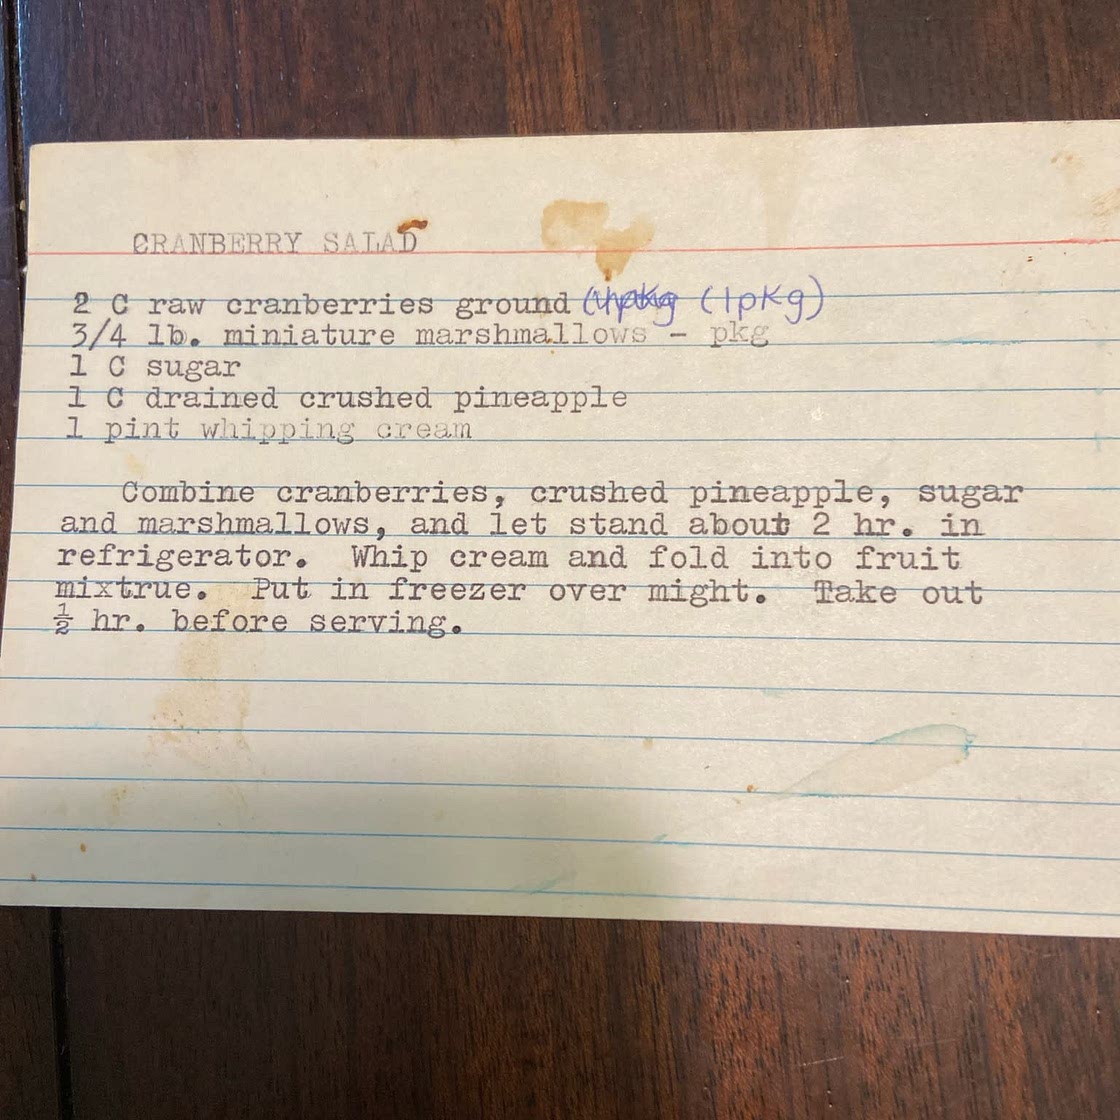 CRANBERRY SALAD
2 C raw cranberries ground (1pkg)
3/4 lb. miniature marshmallows - pkg
1 C sugar
1 C drained crushed pineapple
1 pint whipping cream
Combine cranberries, crushed pineapple, sugar
and marshmallows, and let stand about 2 hr. in
refrigerator. Whip cream and fold into fruit
mixtrue. Put in freezer over might. Take out
½ hr. before serving.